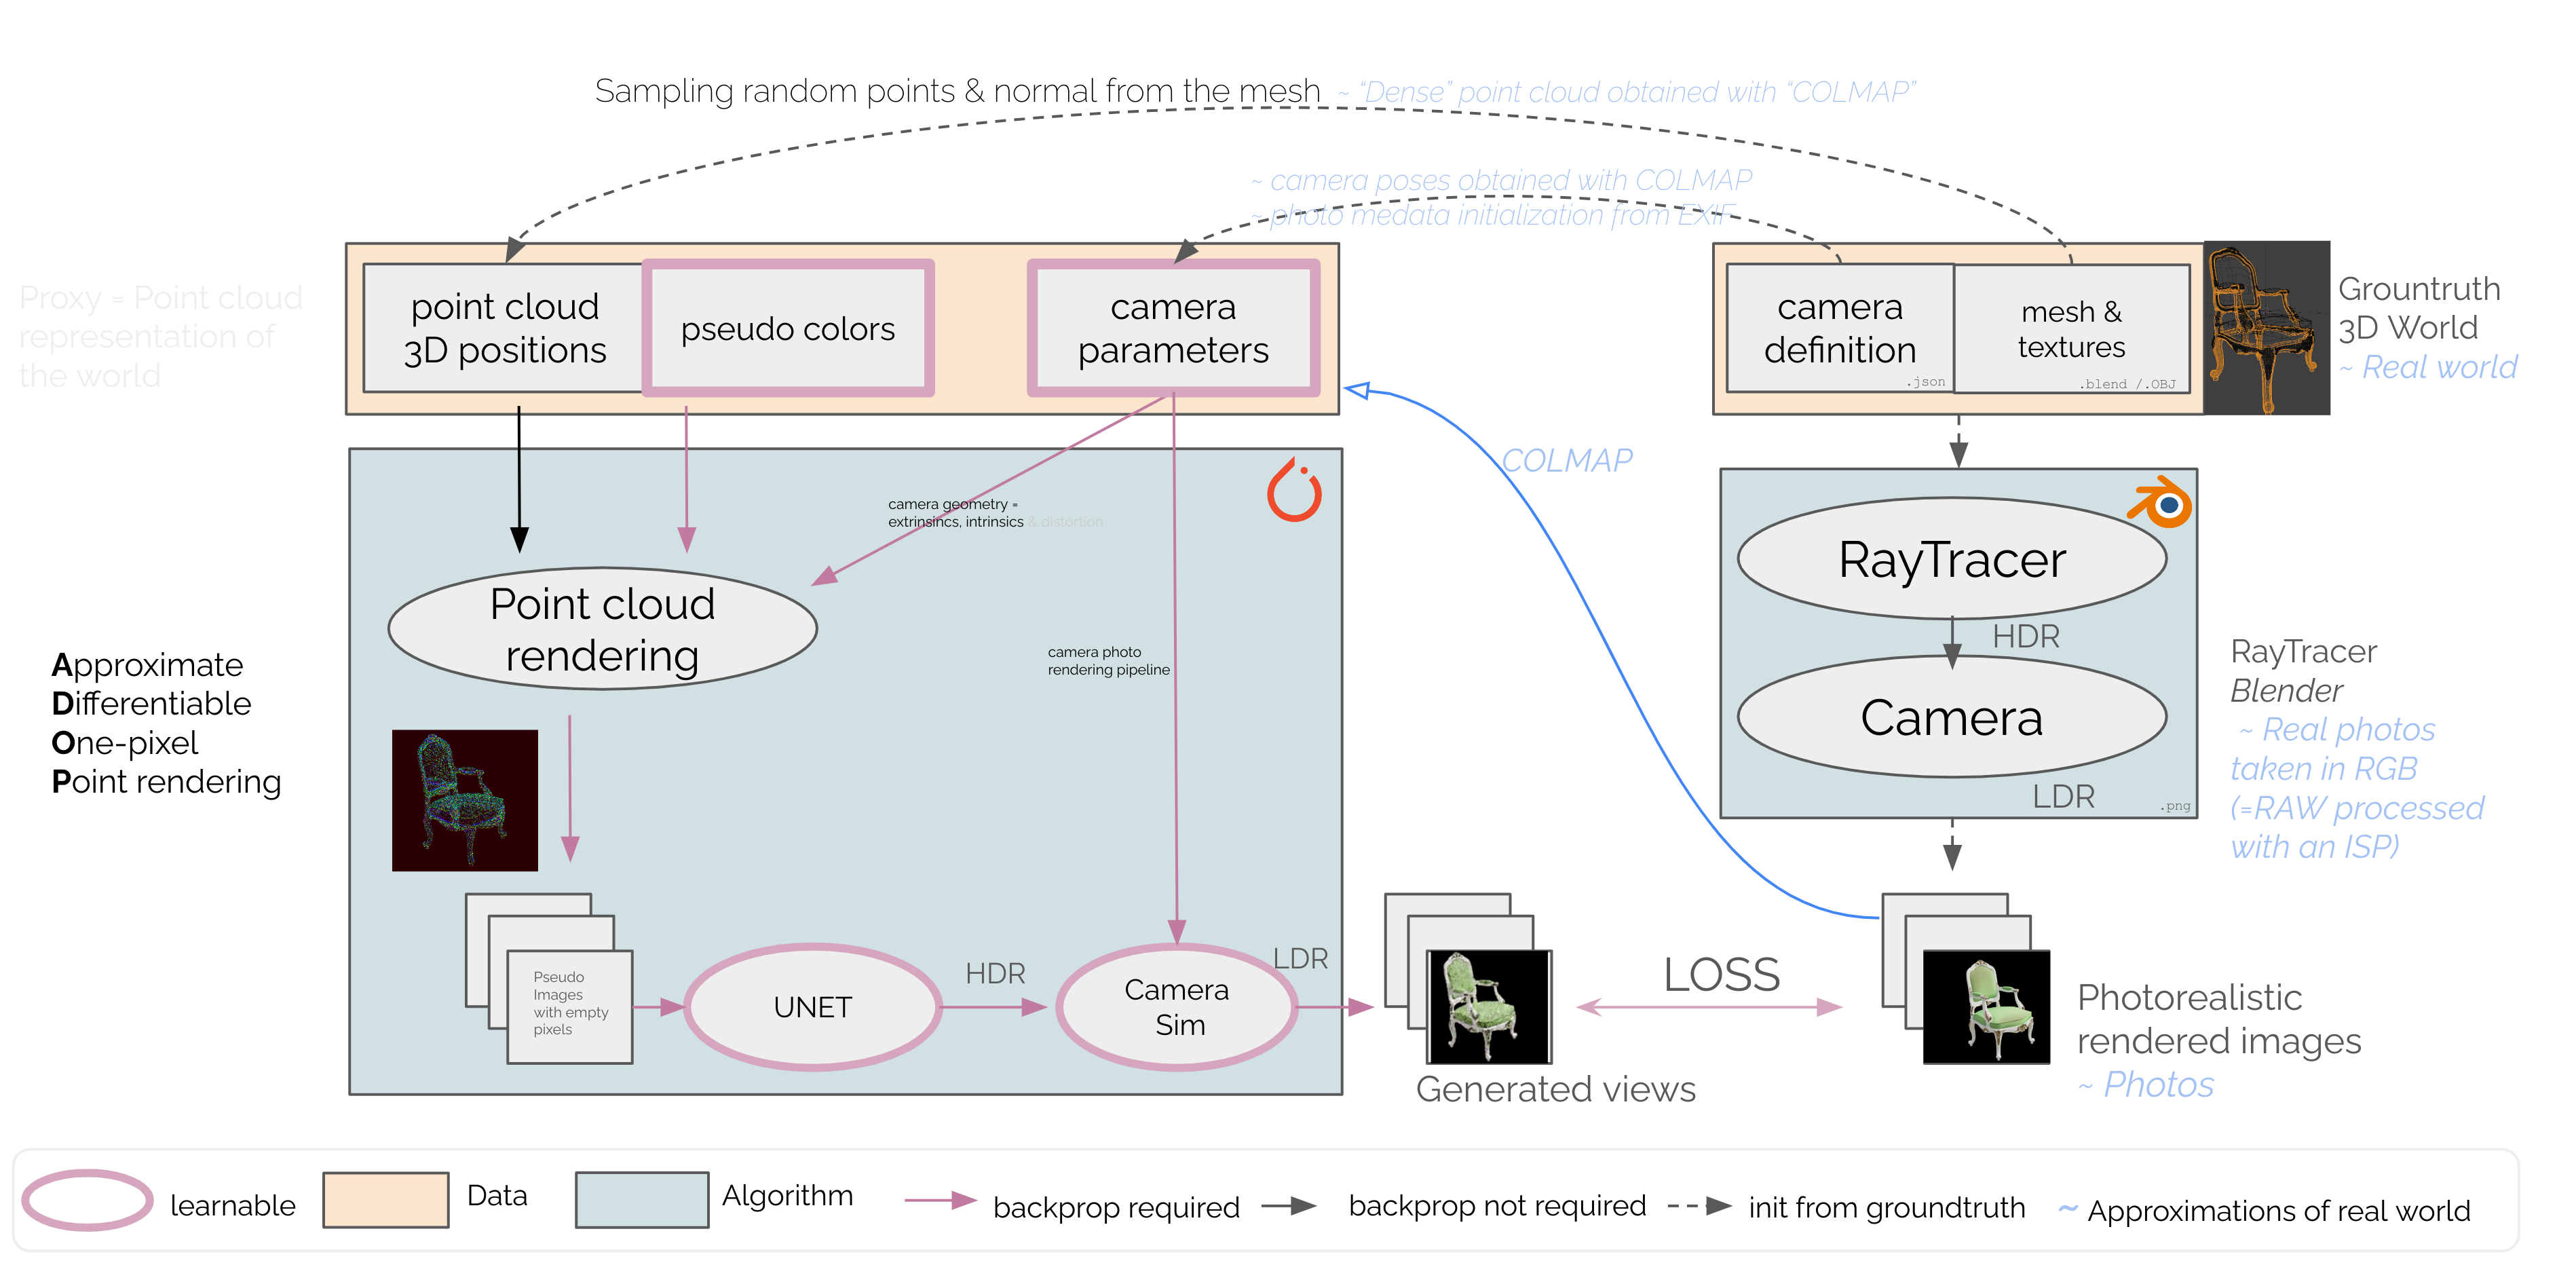 Sampling random points & normal from the mesh ~ “Dense” point cloud obtained with “COLMAP”
~ camera poses obtained with COLMAP
~ photo medata initialization from EXIF
Proxy = Point cloud
representation of
the world
point cloud
3D positions
pseudo colors
camera
parameters
camera
definition
.json
mesh &
textures
.blend /.OBJ
Grountruth
3D World
~ Real world
COLMAP
camera geometry =
extrinsincs, intrinsics & distortion
Point cloud
rendering
camera photo
rendering pipeline
RayTracer
HDR
Camera
LDR
.png
RayTracer
Blender
~ Real photos
taken in RGB
(=RAW processed
with an ISP)
Approximate
Differentiable
One-pixel
Point rendering
Pseudo
Images
with empty
pixels
UNET
HDR
Camera
Sim
LDR
LOSS
Generated views
Photorealistic
rendered images
~ Photos
learnable
Data
Algorithm
backprop required
backprop not required
init from groundtruth
~ Approximations of real world